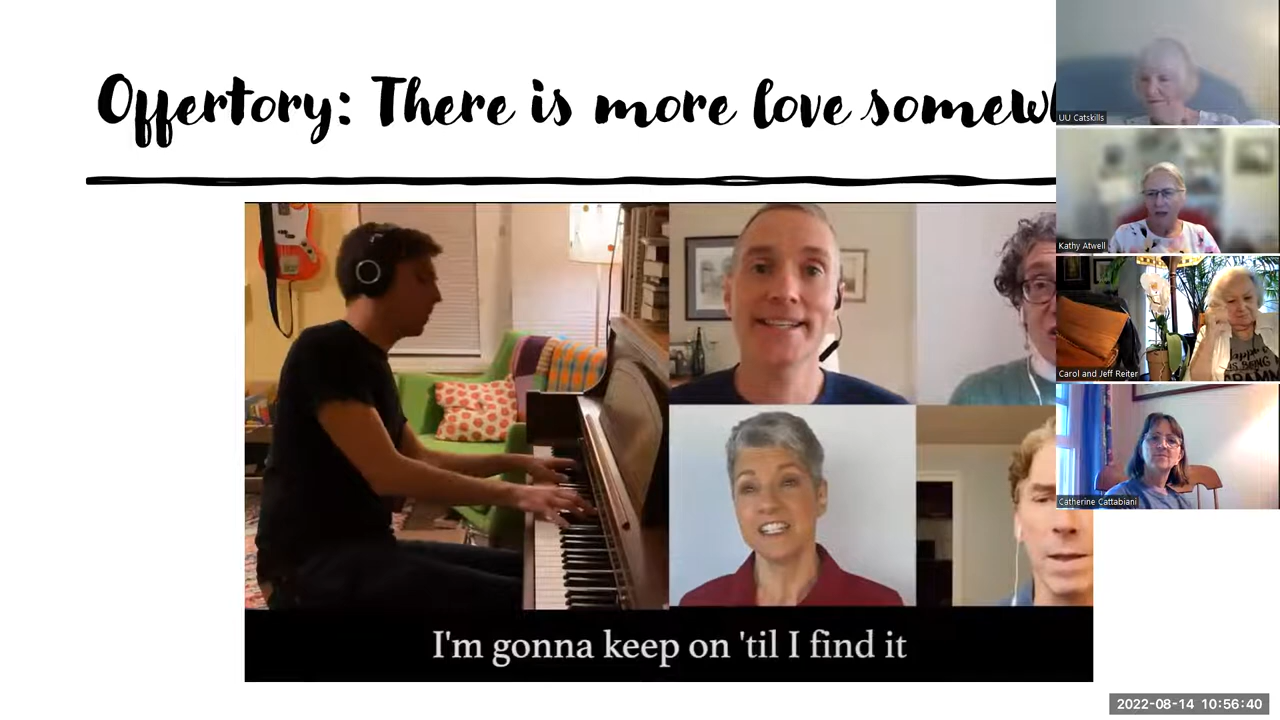 Offertory: There is more love somewh
UU Catskills
Kathy Atwell
Carol and Jeff Reiter
Catherine Cattabiani
I'm gonna keep on 'til I find it
2022-08-14 10:56:40